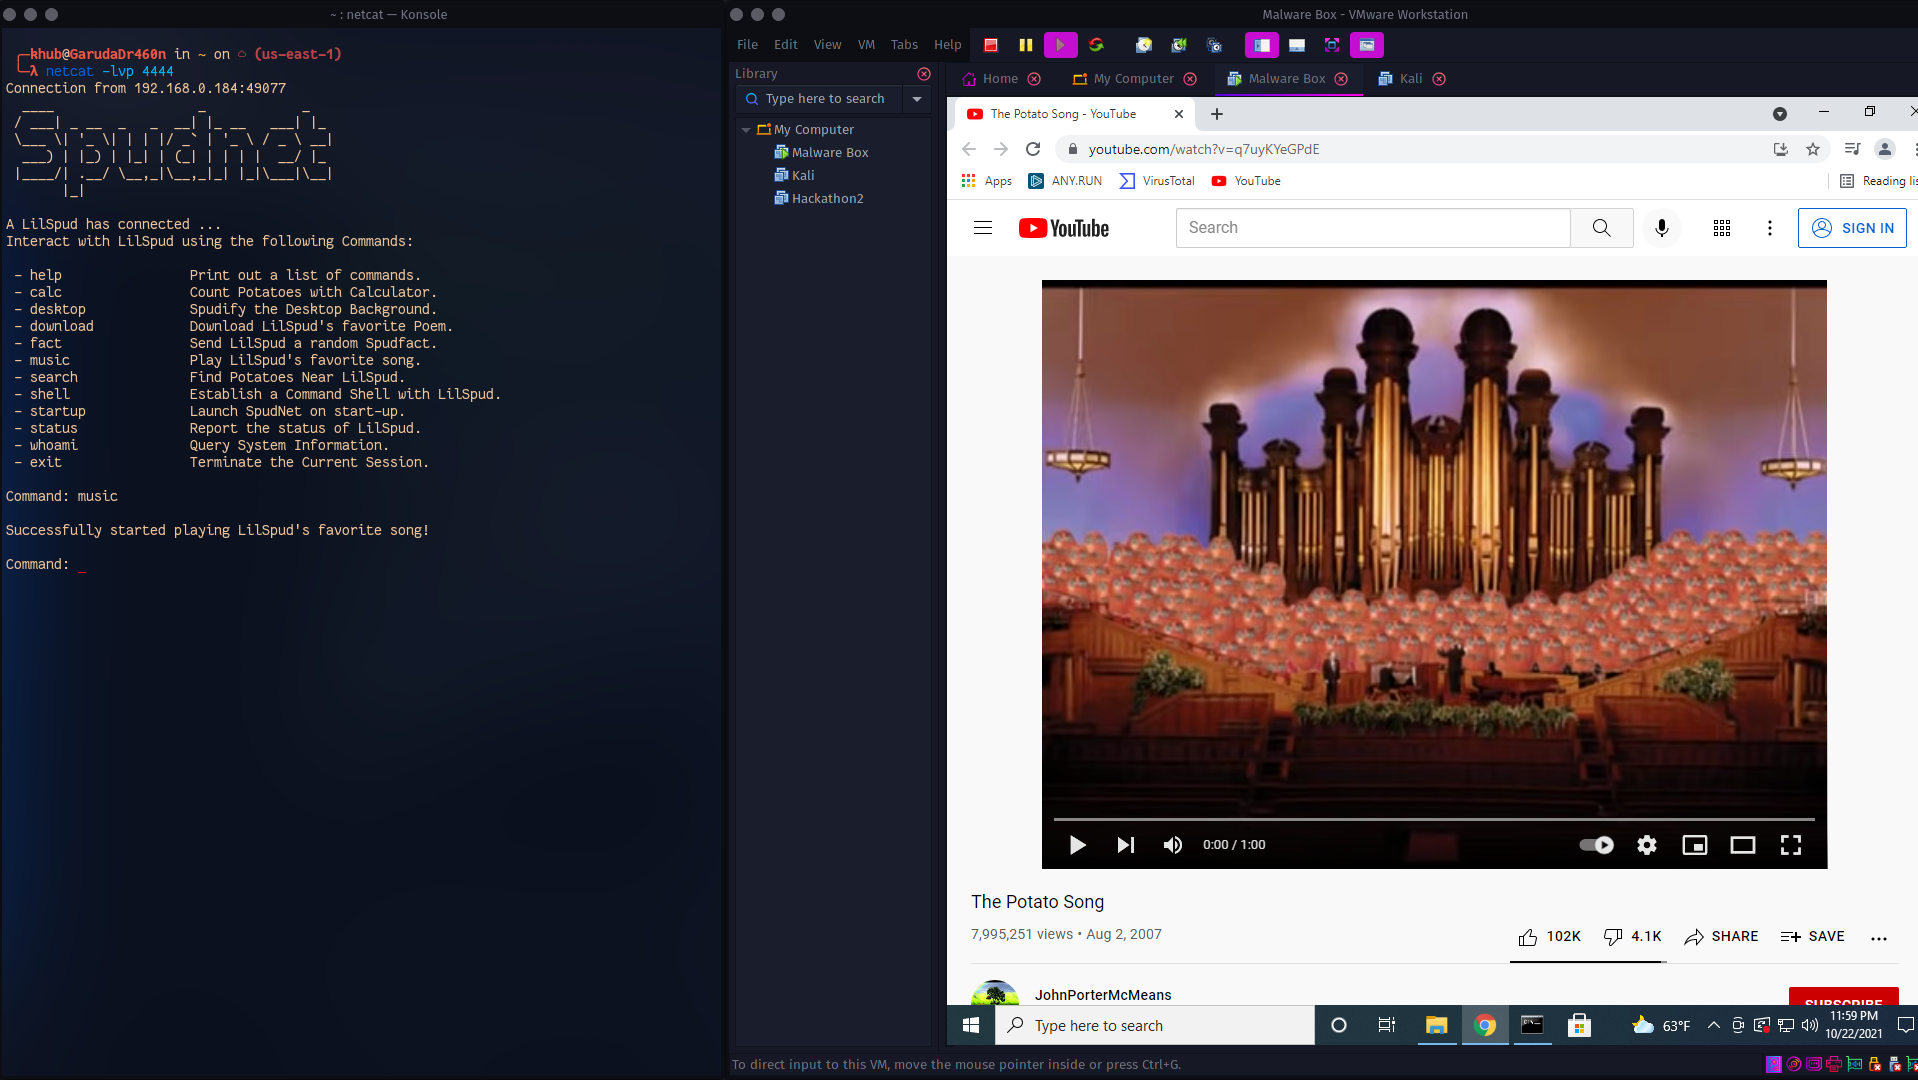 ~ : netcat — Konsole
khub@GarudaDr460n in ~ on (us-east-1)
λ netcat -lvp 4444
Connection from 192.168.0.184:49077
Spudnet
A LilSpud has connected ...
Interact with LilSpud using the following Commands:
- help Print out a list of commands.
- calc Count Potatoes with Calculator.
- desktop Spudify the Desktop Background.
- download Download LilSpud's favorite Poem.
- fact Send LilSpud a random Spudfact.
- music Play LilSpud's favorite song.
- search Find Potatoes Near LilSpud.
- shell Establish a Command Shell with LilSpud.
- startup Launch SpudNet on start-up.
- status Report the status of LilSpud.
- whoami Query System Information.
- exit Terminate the Current Session.
Command: music
Successfully started playing LilSpud's favorite song!
Command: _
Malware Box - VMware Workstation
File Edit View VM Tabs Help
Library
Type here to search
My Computer
Malware Box
Kali
Hackathon2
Home My Computer Malware Box Kali
The Potato Song - YouTube
youtube.com/watch?v=q7uyKYeGPdE
Apps ANY.RUN VirusTotal YouTube Reading lis
YouTube Search SIGN IN
0:00 / 1:00
The Potato Song
7,995,251 views • Aug 2, 2007
102K 4.1K SHARE SAVE
JohnPorterMcMeans
SUBSCRIBE
Type here to search
63°F
11:59 PM
10/22/2021
To direct input to this VM, move the mouse pointer inside or press Ctrl+G.